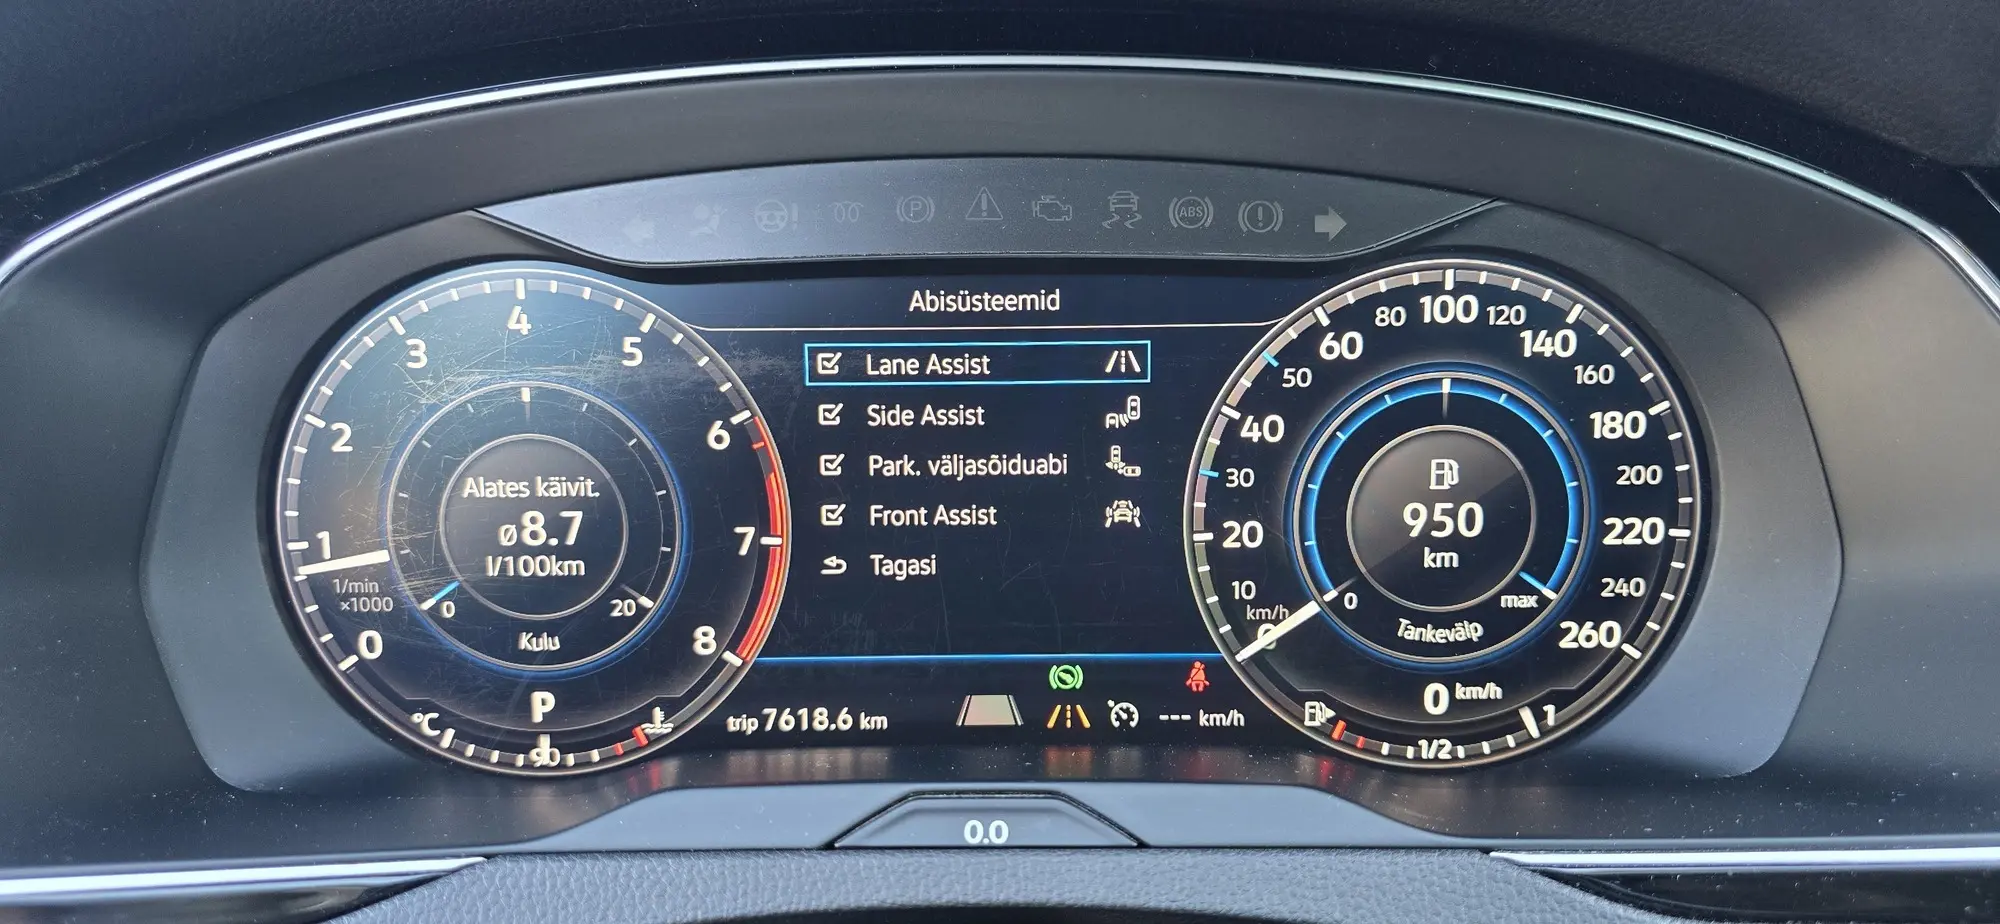 P
ABS
Abisüsteemid
Lane Assist
Side Assist
Park. väljasõiduabi
Front Assist
Tagasi
0 1 2 3 4 5 6 7 8
1/min
×1000
Alates käivit.
ø8.7
l/100km
0 20
Kulu
P
°C
90
trip 7618.6 km
--- km/h
0 10 20 30 40 50 60 80 100 120 140 160 180 200 220 240 260
km/h
950
km
0 max
Tankeväip
0 km/h
1/2 1
0.0